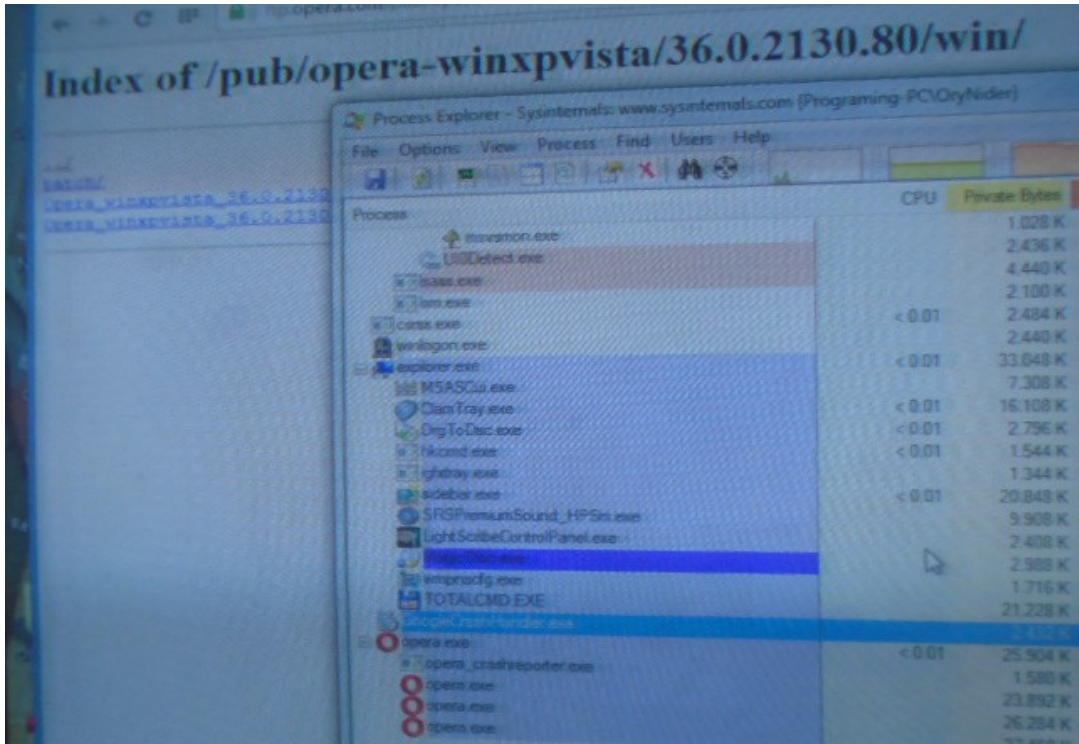 opera.com
Index of /pub/opera-winxpvista/36.0.2130.80/win/
Process Explorer - Sysinternals: www.sysinternals.com [Programing-PC\OryNider]
File Options View Process Find Users Help
../
patch/
Opera_winxpvista_36.0.2130
Opera_winxpvista_36.0.2130
Process CPU Private Bytes
msvsmon.exe 1.028 K
UI0Detect.exe 2.436 K
lsass.exe 4.440 K
lsm.exe 2.100 K
csrss.exe < 0.01 2.484 K
winlogon.exe 2.440 K
explorer.exe < 0.01 33.048 K
MSASCui.exe 7.308 K
ClamTray.exe < 0.01 16.108 K
DrgToDsc.exe < 0.01 2.796 K
hkcmd.exe < 0.01 1.544 K
igfxtray.exe 1.344 K
sidebar.exe < 0.01 20.848 K
SRSPremiumSound_HPSm.exe 9.908 K
LightScribeControlPanel.exe 2.408 K
2.988 K
wmpnscfg.exe 1.716 K
TOTALCMD.EXE 21.228 K
GoogleCrashHandler.exe 2.432 K
opera.exe < 0.01 25.904 K
opera_crashreporter.exe 1.580 K
opera.exe 23.892 K
opera.exe 26.284 K
opera.exe